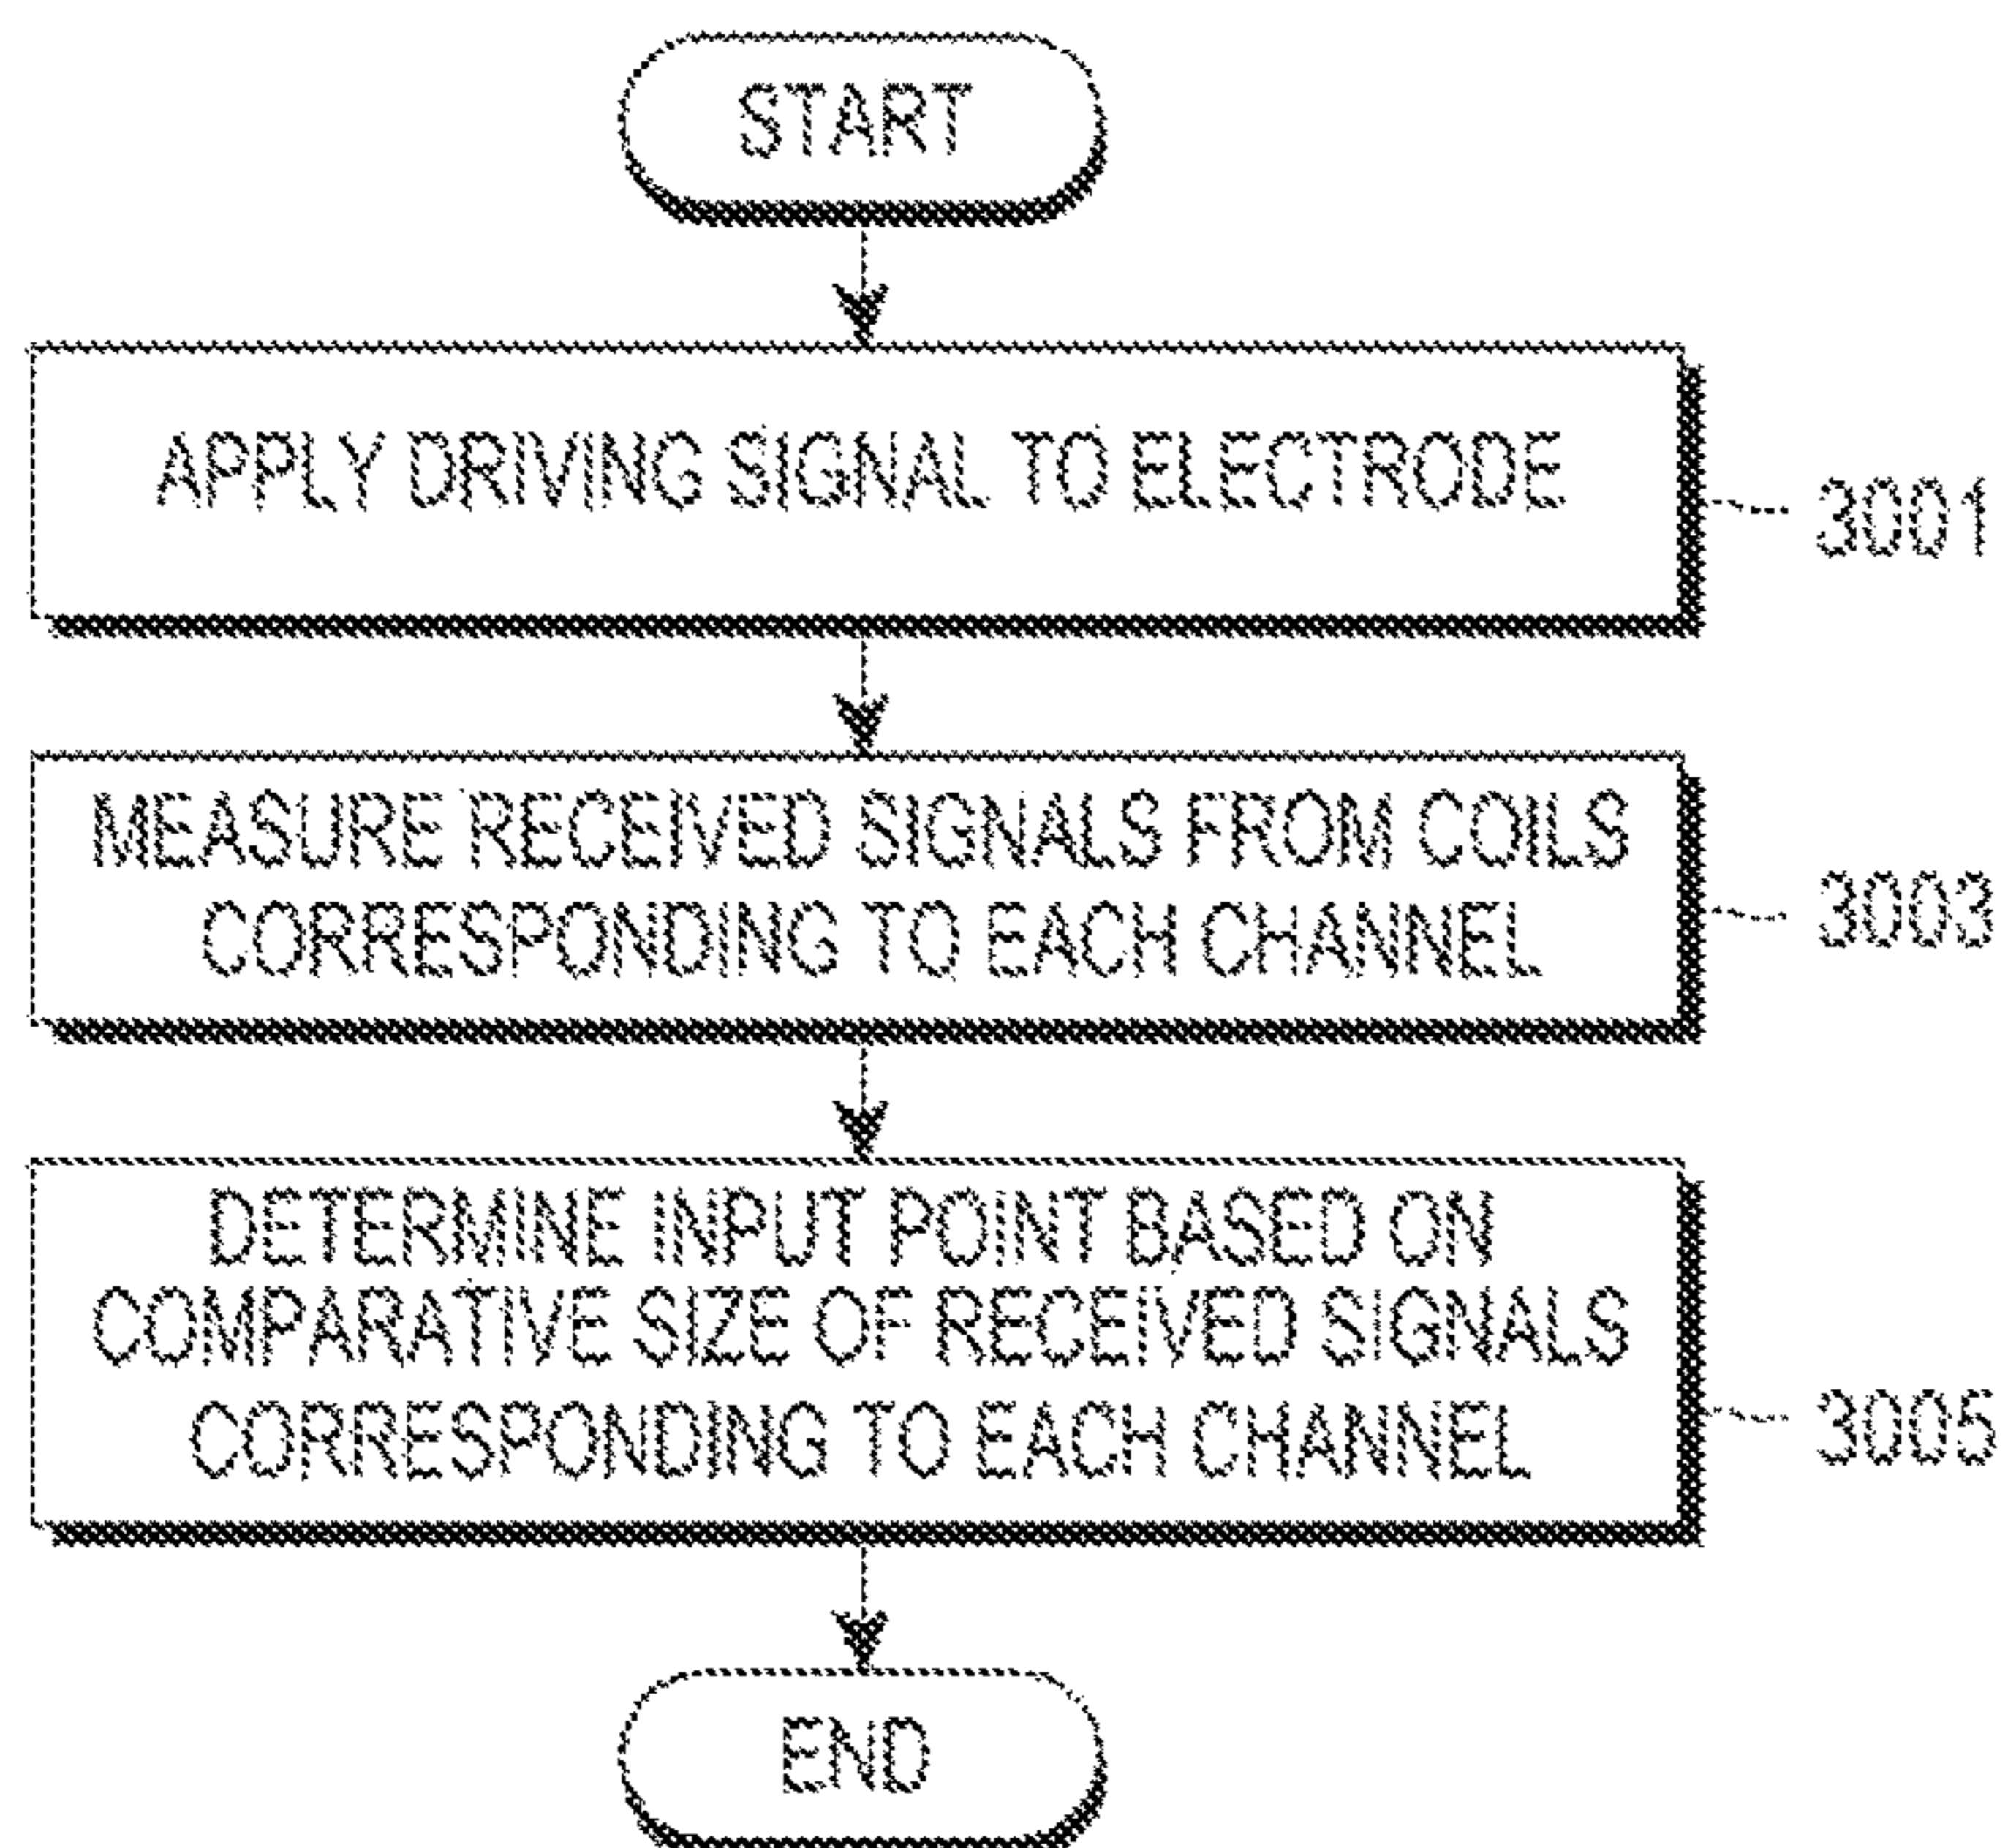 START
APPLY DRIVING SIGNAL TO ELECTRODE
3001
MEASURE RECEIVED SIGNALS FROM COILS
CORRESPONDING TO EACH CHANNEL
3003
DETERMINE INPUT POINT BASED ON
COMPARATIVE SIZE OF RECEIVED SIGNALS
CORRESPONDING TO EACH CHANNEL
3005
END